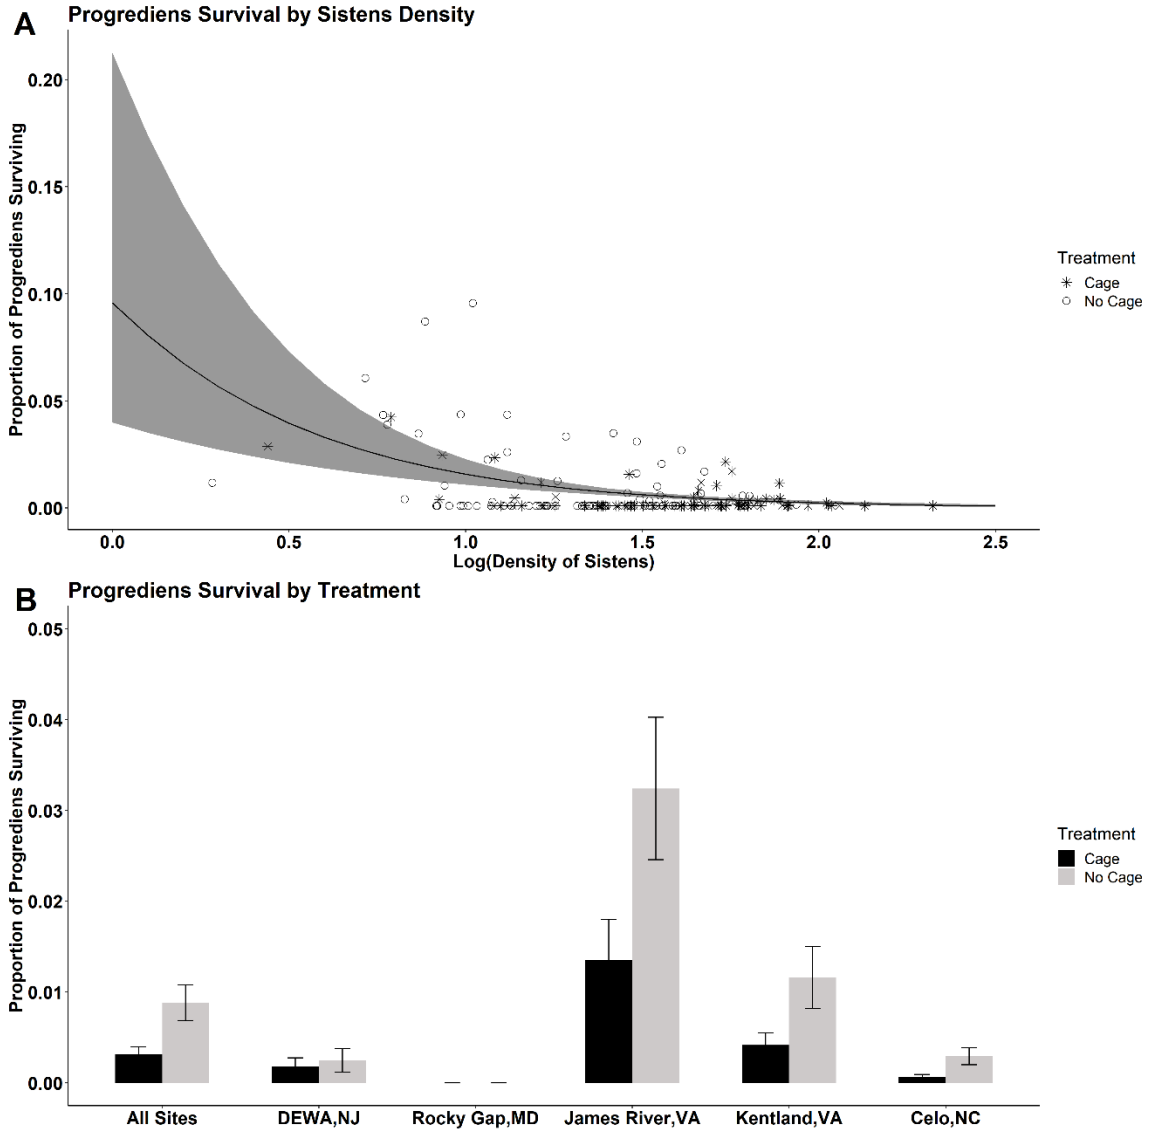 A
Progrediens Survival by Sistens Density
Proportion of Progrediens Surviving
0.20
0.15
0.10
0.05
0.00
0.0 0.5 1.0 1.5 2.0 2.5
Log(Density of Sistens)
Treatment
Cage
No Cage
B
Progrediens Survival by Treatment
Proportion of Progrediens Surviving
0.05
0.04
0.03
0.02
0.01
0.00
All Sites DEWA,NJ Rocky Gap,MD James River,VA Kentland,VA Celo,NC
Treatment
Cage
No Cage